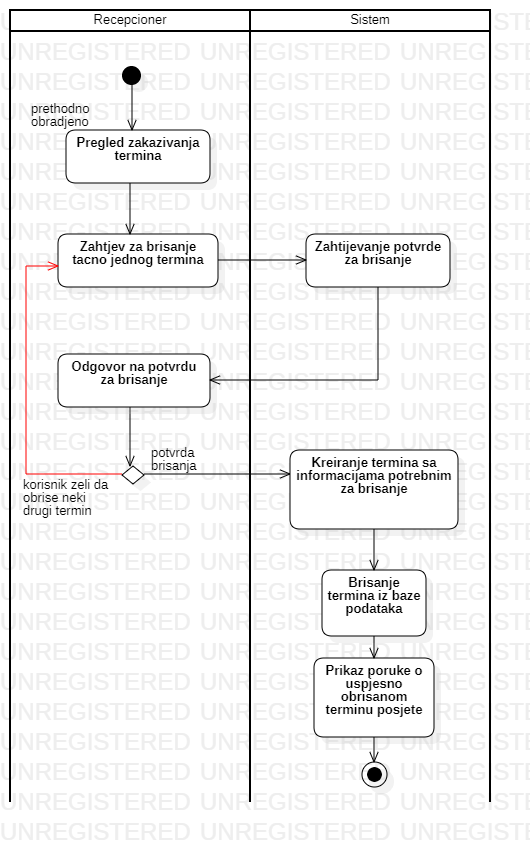 Recepcioner
Sistem
prethodno
obradjeno
Pregled zakazivanja
termina
Zahtjev za brisanje
tacno jednog termina
Zahtijevanje potvrde
za brisanje
Odgovor na potvrdu
za brisanje
potvrda
brisanja
korisnik zeli da
obrise neki
drugi termin
Kreiranje termina sa
informacijama potrebnim
za brisanje
Brisanje
termina iz baze
podataka
Prikaz poruke o
uspjesno
obrisanom
terminu posjete
UNREGISTERED